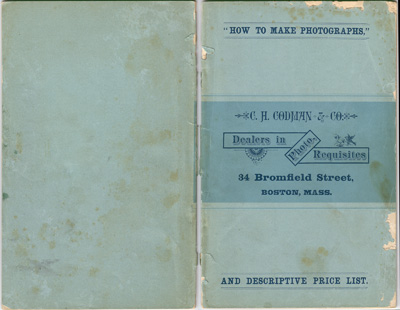 "HOW TO MAKE PHOTOGRAPHS,"
C. H. CODMAN & CO.
Dealers in
Photo.
Requisites
34 Bromfield Street,
BOSTON, MASS.
AND DESCRIPTIVE PRICE LIST.